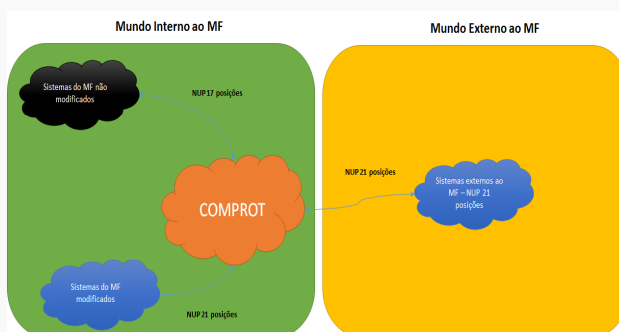 Mundo Interno ao MF
Mundo Externo ao MF
Sistemas do MF não
modificados
NUP 17 posições
COMPROT
NUP 21 posições
Sistemas externos ao
MF – NUP 21
posições
Sistemas do MF
modificados
NUP 21 posições